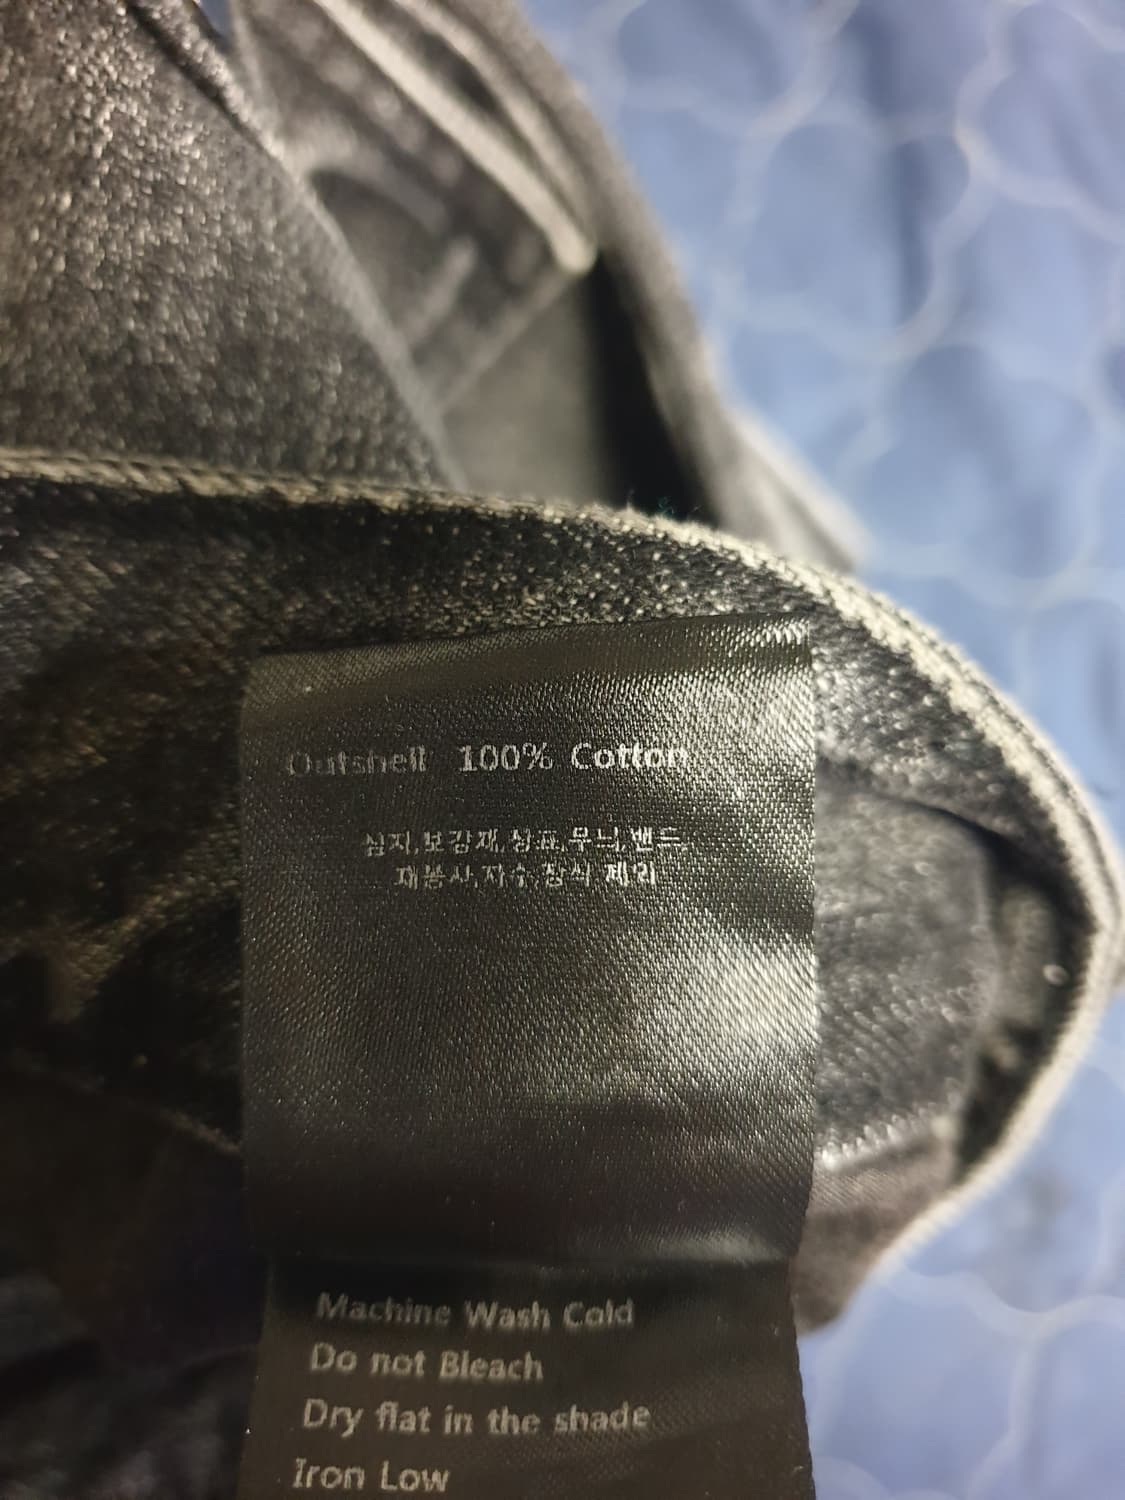 Outshell 100% Cotton
심지,보강재,상표,무늬,밴드
재봉사,자수,장식 제외
Machine Wash Cold
Do not Bleach
Dry flat in the shade
Iron Low